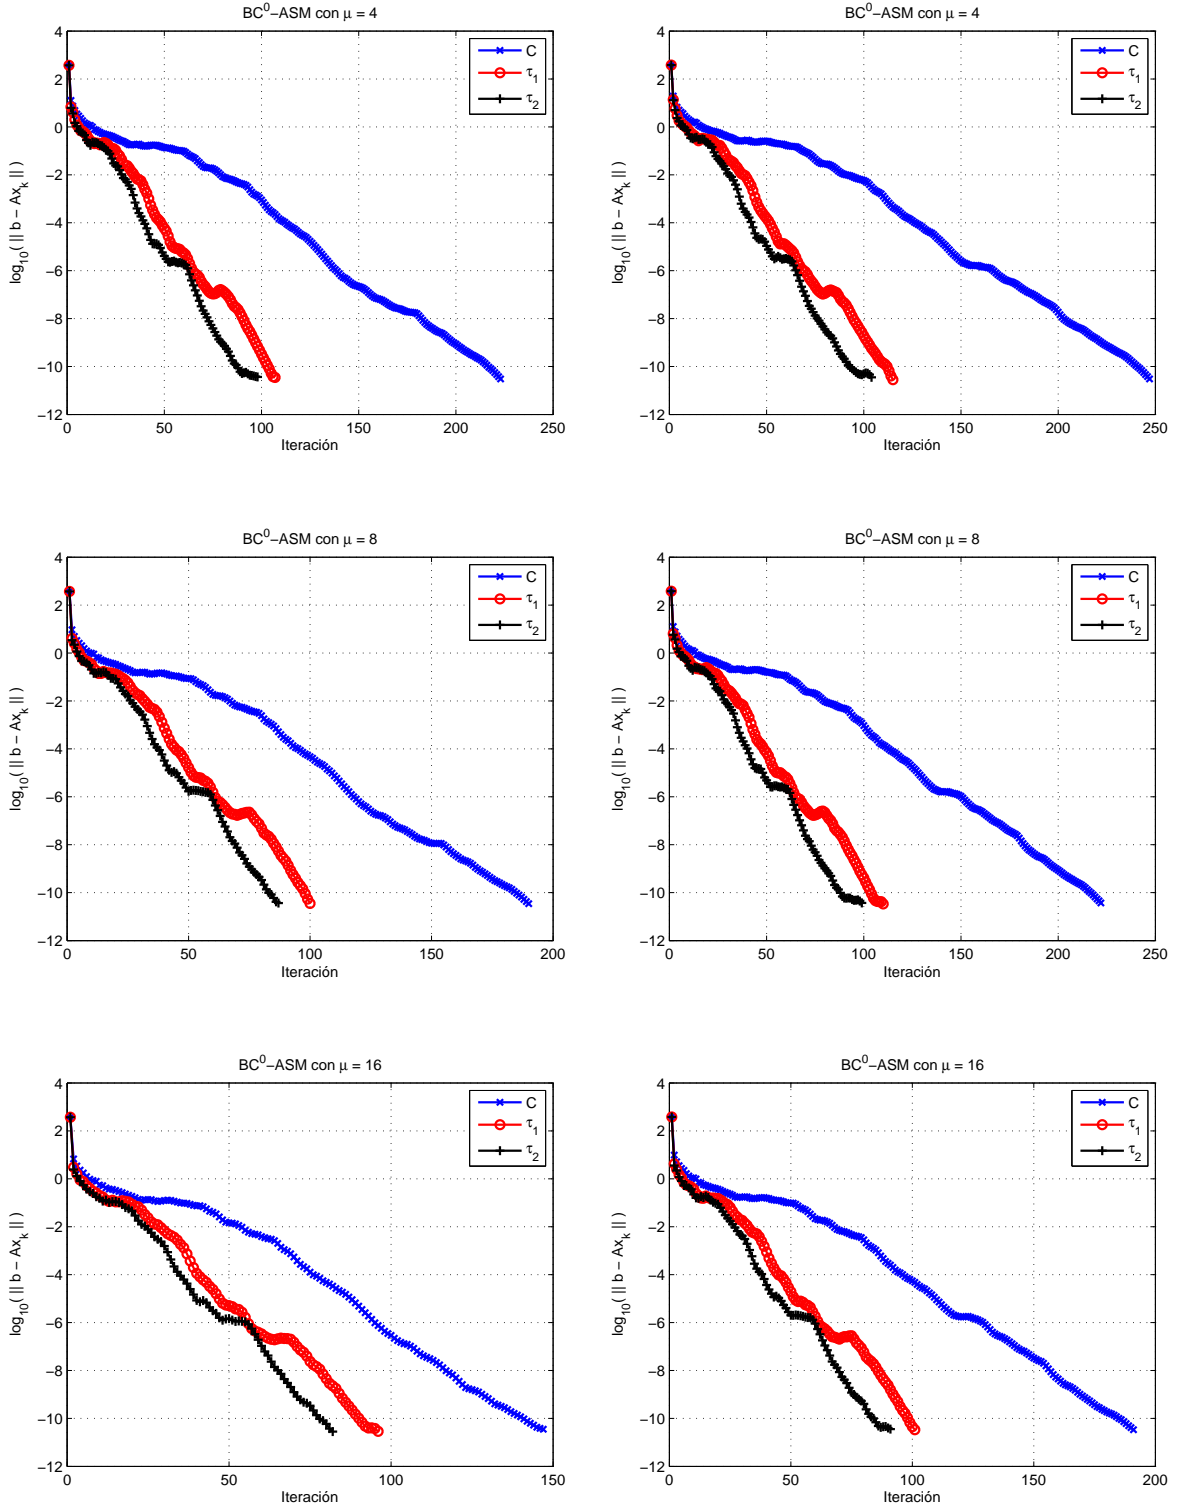 BC⁰−ASM con μ = 4
4
2
0
−2
−4
−6
−8
−10
−12
0 50 100 150 200 250
log₁₀( || b − Axₖ || )
Iteración
C
τ₁
τ₂
BC⁰−ASM con μ = 4
4
2
0
−2
−4
−6
−8
−10
−12
0 50 100 150 200 250
log₁₀( || b − Axₖ || )
Iteración
C
τ₁
τ₂
BC⁰−ASM con μ = 8
4
2
0
−2
−4
−6
−8
−10
−12
0 50 100 150 200
log₁₀( || b − Axₖ || )
Iteración
C
τ₁
τ₂
BC⁰−ASM con μ = 8
4
2
0
−2
−4
−6
−8
−10
−12
0 50 100 150 200 250
log₁₀( || b − Axₖ || )
Iteración
C
τ₁
τ₂
BC⁰−ASM con μ = 16
4
2
0
−2
−4
−6
−8
−10
−12
0 50 100 150
log₁₀( || b − Axₖ || )
Iteración
C
τ₁
τ₂
BC⁰−ASM con μ = 16
4
2
0
−2
−4
−6
−8
−10
−12
0 50 100 150 200
log₁₀( || b − Axₖ || )
Iteración
C
τ₁
τ₂